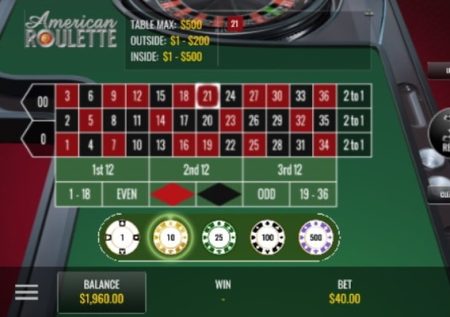 American
ROULETTE
TABLE MAX: $500
OUTSIDE: $1 - $200
INSIDE: $1 - $500
21
00 3 6 9 12 15 18 21 24 27 30 33 36 2 to 1
0 2 5 8 11 14 17 20 23 26 29 32 35 2 to 1
1 4 7 10 13 16 19 22 25 28 31 34 2 to 1
1st 12 2nd 12 3rd 12
1 - 18 EVEN ODD 19 - 36
1 10 25 100 500
BALANCE WIN BET
$1,960.00 - $40.00